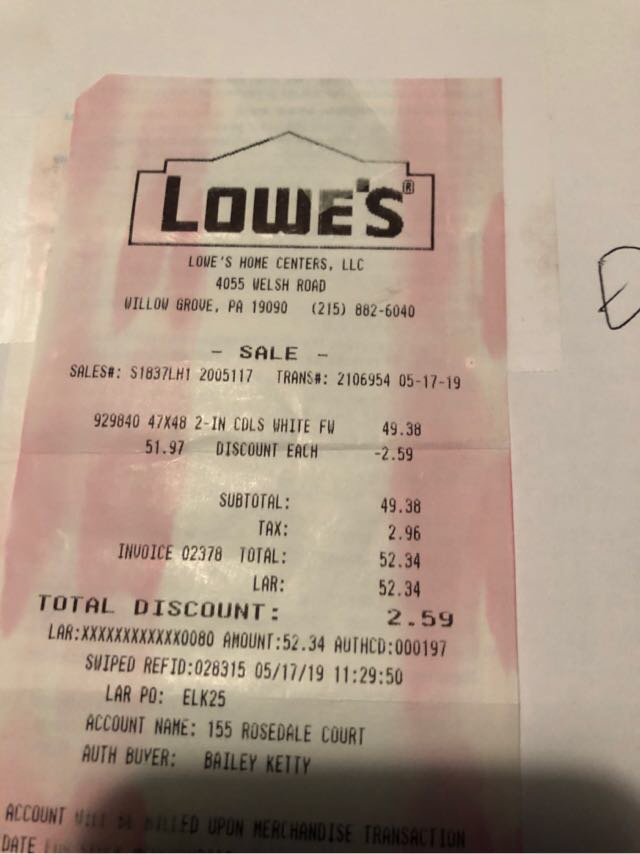 LOWE'S®
LOWE'S HOME CENTERS, LLC
4055 WELSH ROAD
WILLOW GROVE, PA 19090 (215) 882-6040
- SALE -
SALES#: S1837LH1 2005117 TRANS#: 2106954 05-17-19
929840 47X48 2-IN CDLS WHITE FW 49.38
51.97 DISCOUNT EACH -2.59
SUBTOTAL: 49.38
TAX: 2.96
INVOICE 02378 TOTAL: 52.34
LAR: 52.34
TOTAL DISCOUNT: 2.59
LAR:XXXXXXXXXXXX0080 AMOUNT:52.34 AUTHCD:000197
SWIPED REFID:028315 05/17/19 11:29:50
LAR PO: ELK25
ACCOUNT NAME: 155 ROSEDALE COURT
AUTH BUYER: BAILEY KETTY
ACCOUNT WILL BE BILLED UPON MERCHANDISE TRANSACTION
DATE